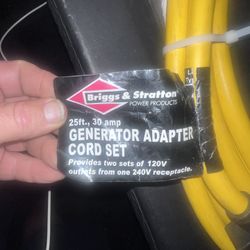 Briggs & Stratton
POWER PRODUCTS
25ft., 30 amp
GENERATOR ADAPTER
CORD SET
Provides two sets of 120V
outlets from one 240V receptacle.